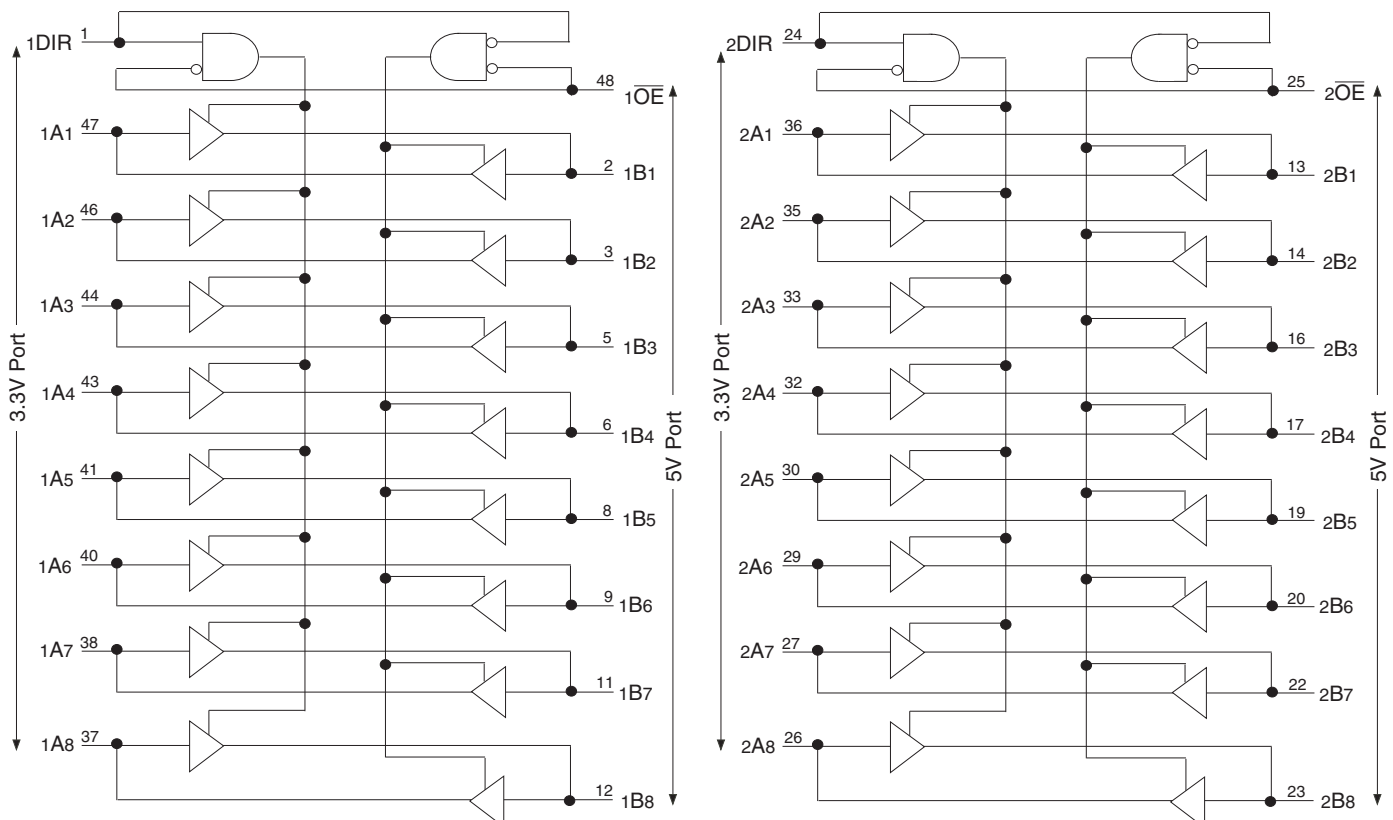 1DIR 1
48 1OE
1A1 47
2 1B1
1A2 46
3 1B2
1A3 44
5 1B3
1A4 43
6 1B4
1A5 41
8 1B5
1A6 40
9 1B6
1A7 38
11 1B7
1A8 37
12 1B8
3.3V Port
5V Port
2DIR 24
25 2OE
2A1 36
13 2B1
2A2 35
14 2B2
2A3 33
16 2B3
2A4 32
17 2B4
2A5 30
19 2B5
2A6 29
20 2B6
2A7 27
22 2B7
2A8 26
23 2B8
3.3V Port
5V Port